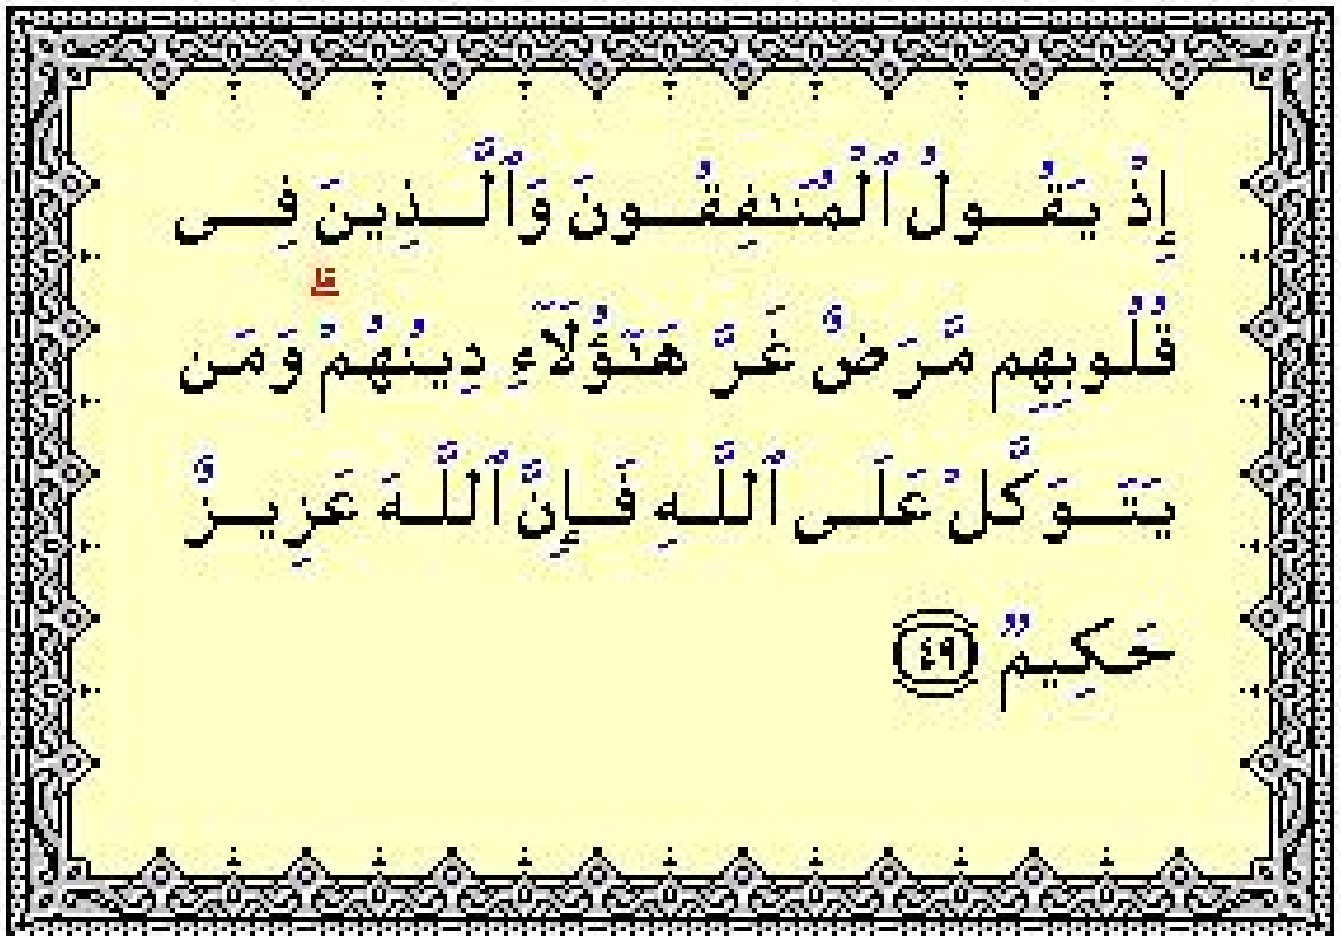 إِذْ يَقُولُ ٱلْمُنَـٰفِقُونَ وَٱلَّذِينَ فِى
قُلُوبِهِم مَّرَضٌ غَرَّ هَـٰٓؤُلَآءِ دِينُهُمْ ۗ وَمَن
يَتَوَكَّلْ عَلَى ٱللَّهِ فَإِنَّ ٱللَّهَ عَزِيزٌ
حَكِيمٌ ٤٩